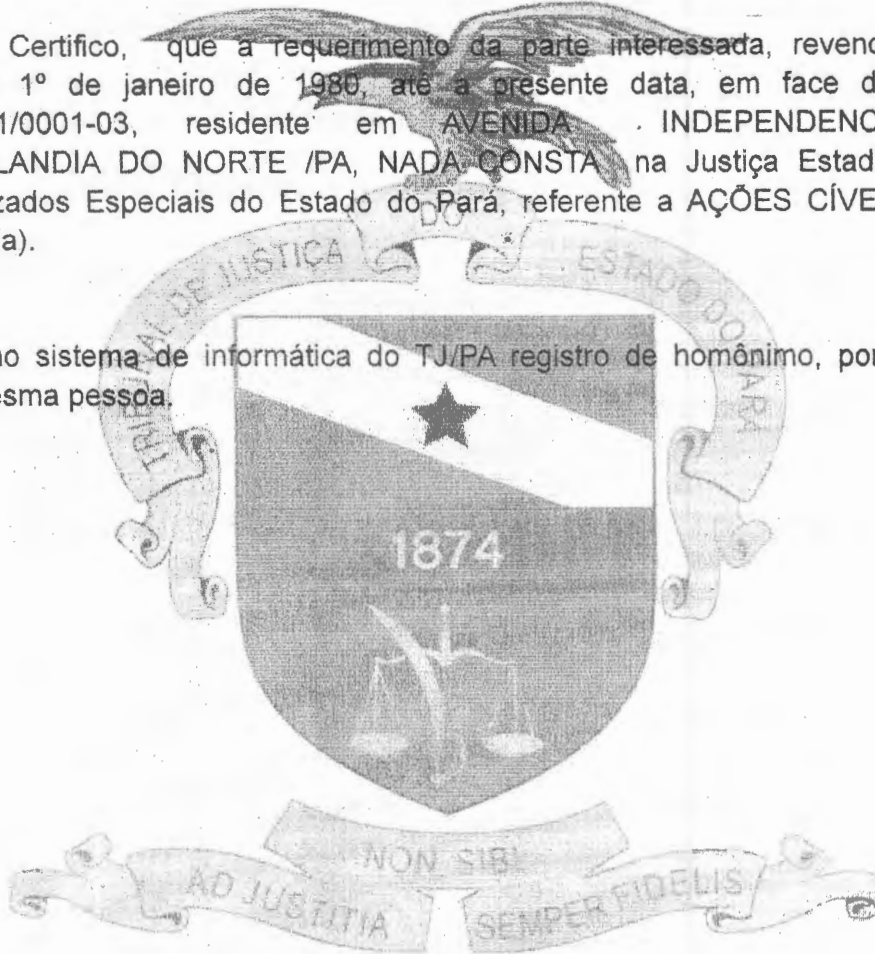 Certifico, que a requerimento da parte interessada, revend
1º de janeiro de 1980, até a presente data, em face d
1/0001-03, residente em AVENIDA . INDEPENDENC
LANDIA DO NORTE /PA, NADA CONSTA na Justiça Estad
zados Especiais do Estado do Pará, referente a AÇÕES CÍVE
a).
no sistema de informática do TJ/PA registro de homônimo, por
esma pessoa.
TRIBUNAL DE JUSTIÇA DO ESTADO DO PARÁ
1874
NON SIBI
AD JUSTITIA SEMPER FIDELIS